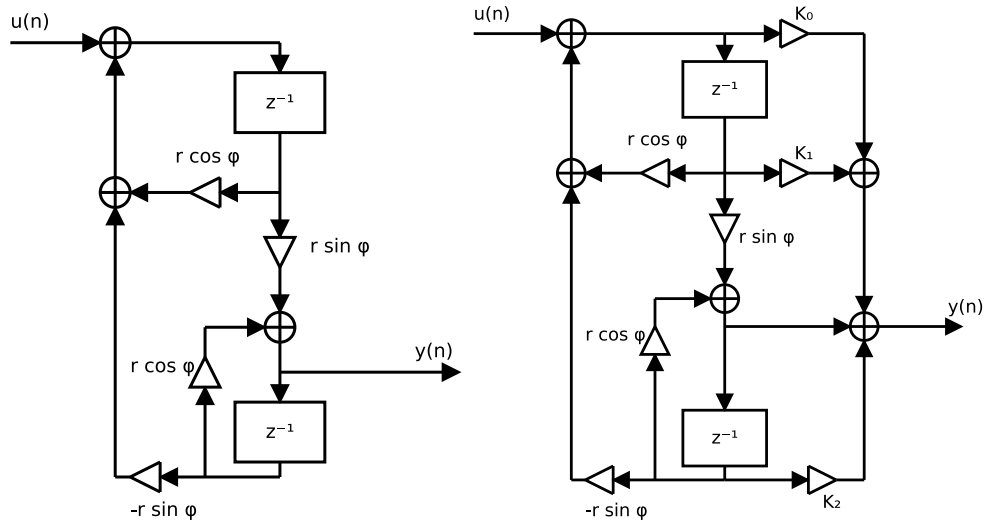 u(n)
z⁻¹
r cos φ
r sin φ
r cos φ
y(n)
z⁻¹
-r sin φ
u(n)
K₀
z⁻¹
r cos φ
K₁
r sin φ
r cos φ
y(n)
z⁻¹
-r sin φ
K₂